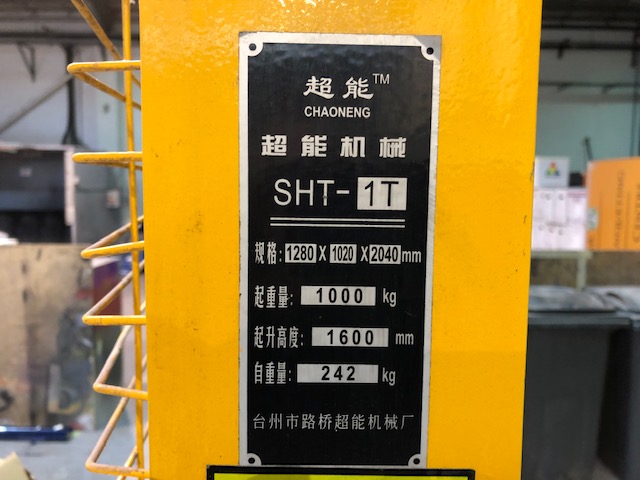 超能™
CHAONENG
超能机械
SHT-1T
规格:1280X1020X2040mm
起重量:1000kg
起升高度:1600mm
自重量:242kg
台州市路桥超能机械厂